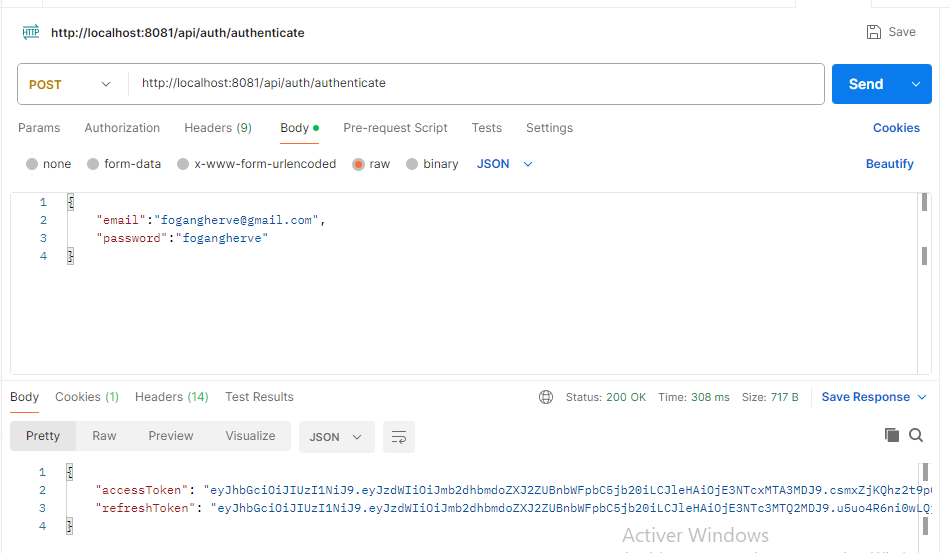 HTTP http://localhost:8081/api/auth/authenticate Save
POST http://localhost:8081/api/auth/authenticate Send
Params Authorization Headers (9) Body Pre-request Script Tests Settings Cookies
none form-data x-www-form-urlencoded raw binary JSON Beautify
1 {
2 "email":"fogangherve@gmail.com",
3 "password":"fogangherve"
4 }
Body Cookies (1) Headers (14) Test Results Status: 200 OK Time: 308 ms Size: 717 B Save Response
Pretty Raw Preview Visualize JSON
1 {
2 "accessToken": "eyJhbGciOiJIUzI1NiJ9.eyJzdWIiOiJmb2dhbmdoZXJ2ZUBnbWFpbC5jb20iLCJleHAiOjE3NTcxMTA3MDJ9.csmxZjKQhz2t9p
3 "refreshToken": "eyJhbGciOiJIUzI1NiJ9.eyJzdWIiOiJmb2dhbmdoZXJ2ZUBnbWFpbC5jb20iLCJleHAiOjE3NTc3MTQ2MDJ9.u5uo4R6ni0wLQ
4 }
Activer Windows